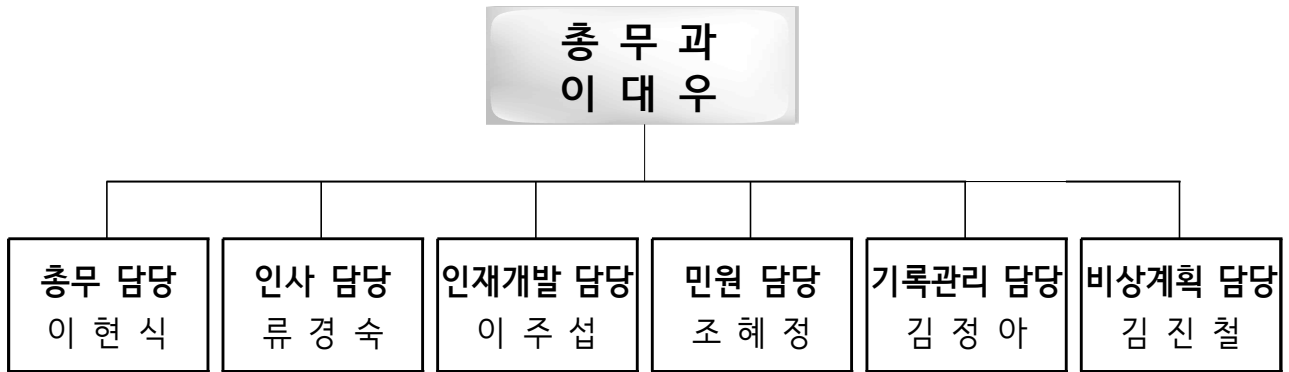 총 무 과
이 대 우
총무 담당
이 현 식
인사 담당
류 경 숙
인재개발 담당
이 주 섭
민원 담당
조 혜 정
기록관리 담당
김 정 아
비상계획 담당
김 진 철